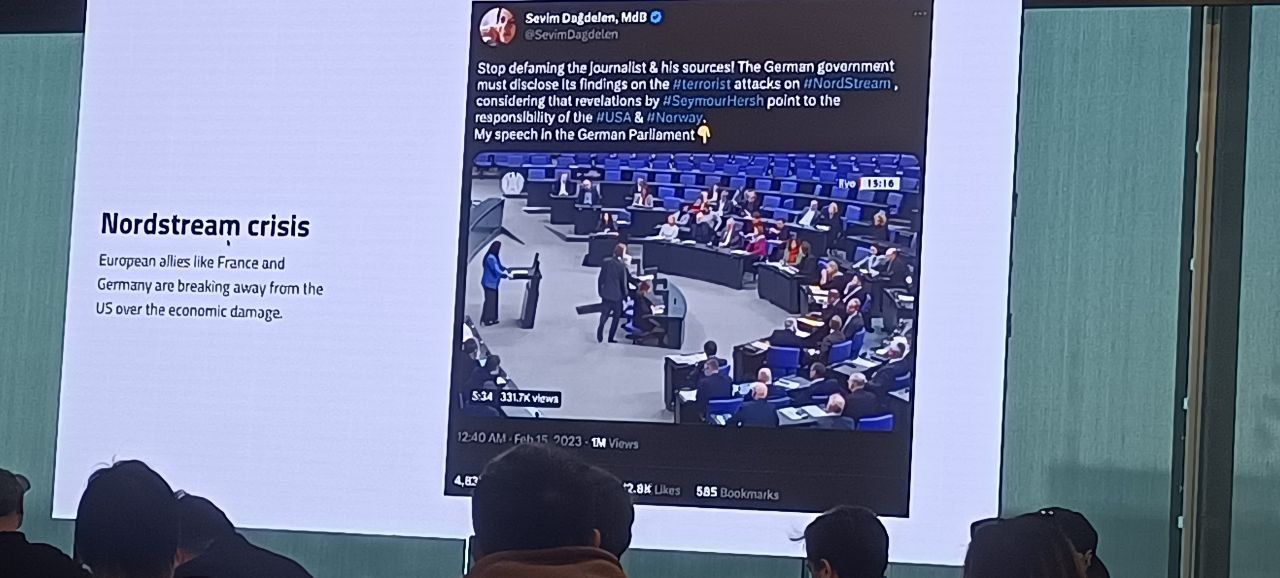 Nordstream crisis
European allies like France and
Germany are breaking away from the
US over the economic damage.
Sevim Dağdelen, MdB
@SevimDagdelen
Stop defaming the journalist & his sources! The German government
must disclose its findings on the #terrorist attacks on #NordStream,
considering that revelations by #SeymourHersh point to the
responsibility of the #USA & #Norway.
My speech in the German Parliament👇
15:16
5:34 331.7K views
12:40 AM · Feb 15, 2023 · 1M Views
Likes 585 Bookmarks